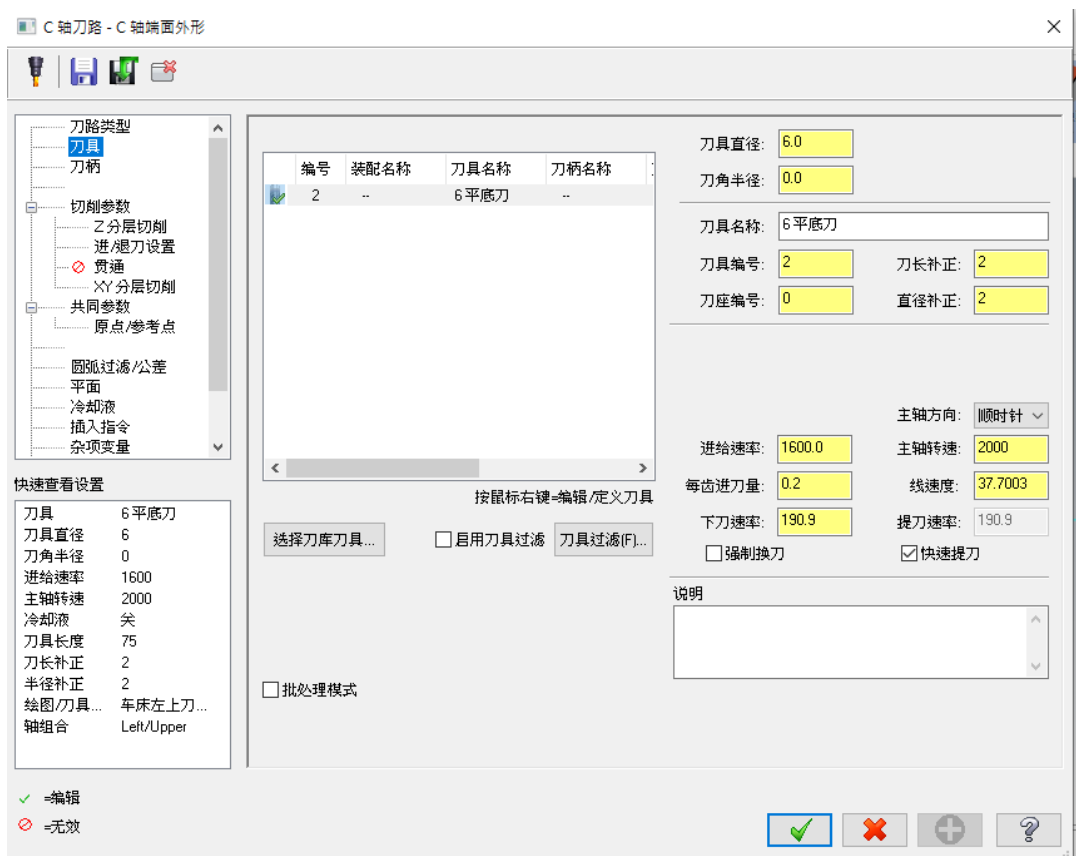 C 轴刀路 - C 轴端面外形
刀路类型
刀具
刀柄
切削参数
Z 分层切削
进/退刀设置
贯通
XY 分层切削
共同参数
原点/参考点
圆弧过滤/公差
平面
冷却液
插入指令
杂项变量
快速查看设置
刀具 6 平底刀
刀具直径 6
刀角半径 0
进给速率 1600
主轴转速 2000
冷却液 关
刀具长度 75
刀长补正 2
半径补正 2
绘图/刀具... 车床左上刀...
轴组合 Left/Upper
=编辑
=无效
编号 装配名称 刀具名称 刀柄名称
2 -- 6 平底刀 --
按鼠标右键=编辑/定义刀具
选择刀库刀具... 启用刀具过滤 刀具过滤(F)...
批处理模式
刀具直径: 6.0
刀角半径: 0.0
刀具名称: 6 平底刀
刀具编号: 2 刀长补正: 2
刀座编号: 0 直径补正: 2
主轴方向: 顺时针
进给速率: 1600.0 主轴转速: 2000
每齿进刀量: 0.2 线速度: 37.7003
下刀速率: 190.9 提刀速率: 190.9
强制换刀 快速提刀
说明